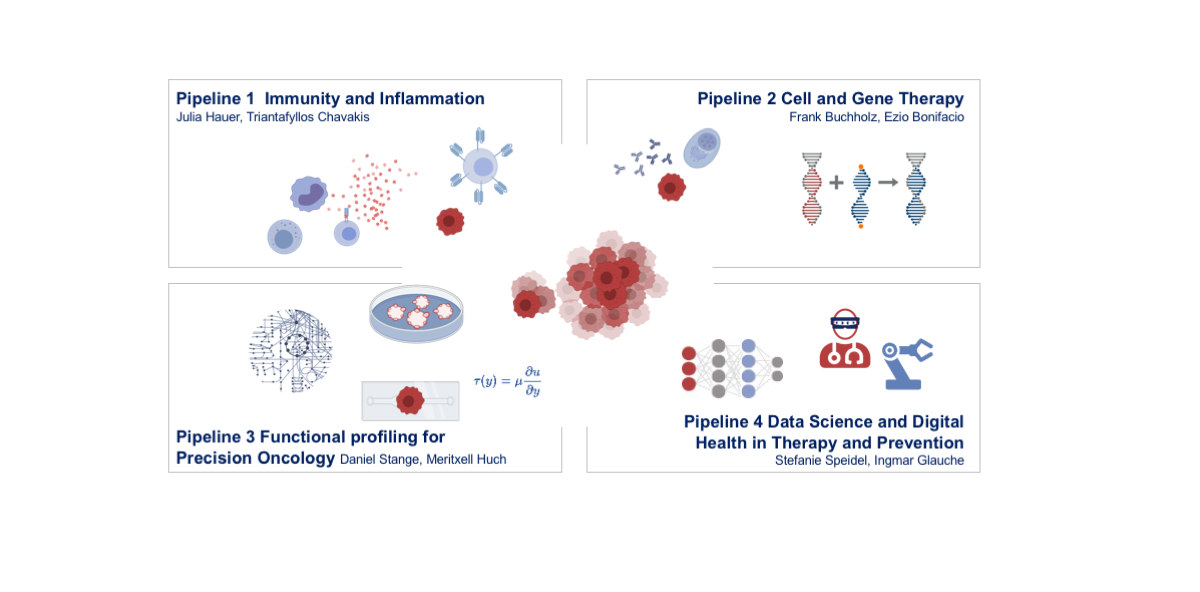 Pipeline 1  Immunity and Inflammation
Julia Hauer, Triantafyllos Chavakis
Pipeline 2 Cell and Gene Therapy
Frank Buchholz, Ezio Bonifacio
+
τ(y) = μ ∂u/∂y
Pipeline 3 Functional profiling for
Precision Oncology Daniel Stange, Meritxell Huch
Pipeline 4 Data Science and Digital
Health in Therapy and Prevention
Stefanie Speidel, Ingmar Glauche